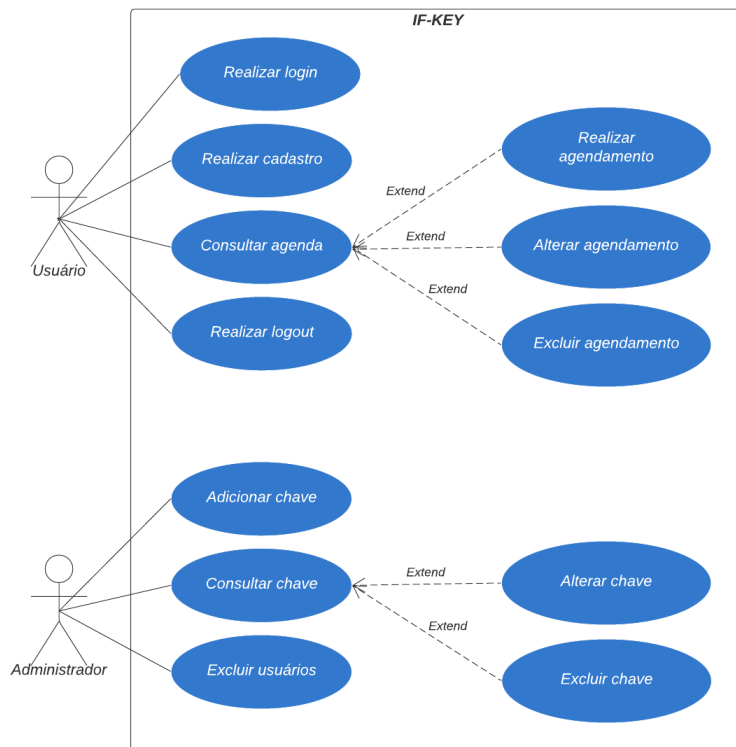 IF-KEY
Realizar login
Realizar
agendamento
Realizar cadastro
Extend
Consultar agenda
Extend
Alterar agendamento
Usuário
Extend
Realizar logout
Excluir agendamento
Adicionar chave
Consultar chave
Extend
Alterar chave
Extend
Administrador
Excluir usuários
Excluir chave